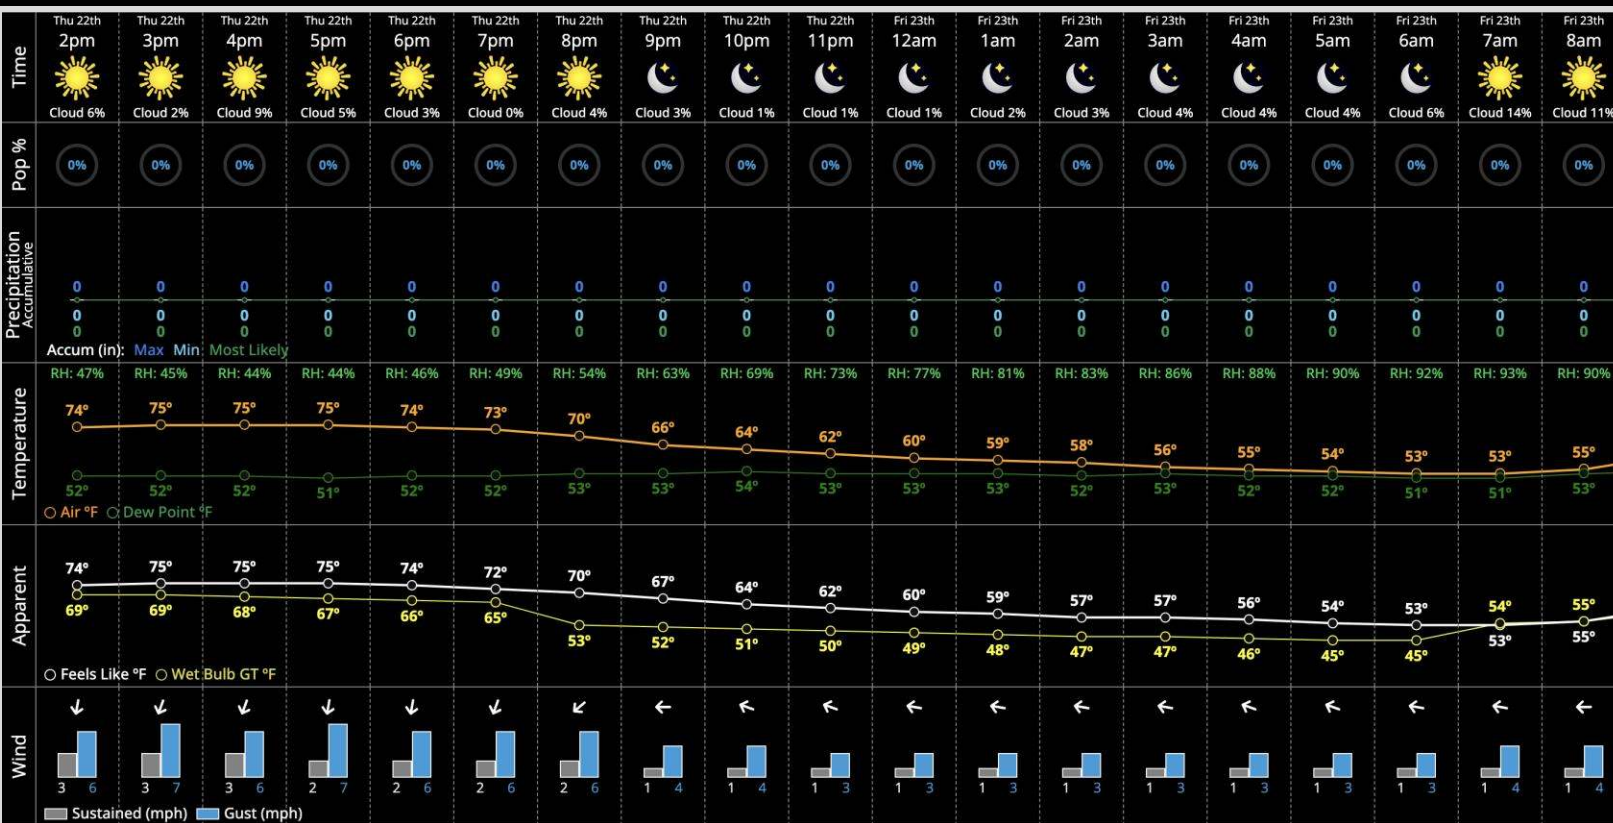 Thu 22th Thu 22th Thu 22th Thu 22th Thu 22th Thu 22th Thu 22th Thu 22th Thu 22th Thu 22th Fri 23th Fri 23th Fri 23th Fri 23th Fri 23th Fri 23th Fri 23th Fri 23th Fri 23th
Time 2pm 3pm 4pm 5pm 6pm 7pm 8pm 9pm 10pm 11pm 12am 1am 2am 3am 4am 5am 6am 7am 8am
Cloud 6% Cloud 2% Cloud 9% Cloud 5% Cloud 3% Cloud 0% Cloud 4% Cloud 3% Cloud 1% Cloud 1% Cloud 1% Cloud 2% Cloud 3% Cloud 4% Cloud 4% Cloud 4% Cloud 6% Cloud 14% Cloud 11%
Pop % 0% 0% 0% 0% 0% 0% 0% 0% 0% 0% 0% 0% 0% 0% 0% 0% 0% 0% 0%
Precipitation
Accumulative
0 0 0 0 0 0 0 0 0 0 0 0 0 0 0 0 0 0 0
0 0 0 0 0 0 0 0 0 0 0 0 0 0 0 0 0 0 0
0 0 0 0 0 0 0 0 0 0 0 0 0 0 0 0 0 0 0
Accum (in): Max Min Most Likely
Temperature
RH: 47% RH: 45% RH: 44% RH: 44% RH: 46% RH: 49% RH: 54% RH: 63% RH: 69% RH: 73% RH: 77% RH: 81% RH: 83% RH: 86% RH: 88% RH: 90% RH: 92% RH: 93% RH: 90%
74° 75° 75° 75° 74° 73° 70° 66° 64° 62° 60° 59° 58° 56° 55° 54° 53° 53° 55°
52° 52° 52° 51° 52° 52° 53° 53° 54° 53° 53° 53° 52° 53° 52° 52° 51° 51° 53°
Air ºF Dew Point ºF
Apparent
74° 75° 75° 75° 74° 72° 70° 67° 64° 62° 60° 59° 57° 57° 56° 54° 53° 54° 55°
69° 69° 68° 67° 66° 65° 53° 52° 51° 50° 49° 48° 47° 47° 46° 45° 45° 53° 55°
Feels Like ºF Wet Bulb GT ºF
Wind
3 6 3 7 3 6 2 7 2 6 2 6 2 6 1 4 1 4 1 3 1 3 1 3 1 3 1 3 1 3 1 3 1 3 1 4 1 4
Sustained (mph) Gust (mph)